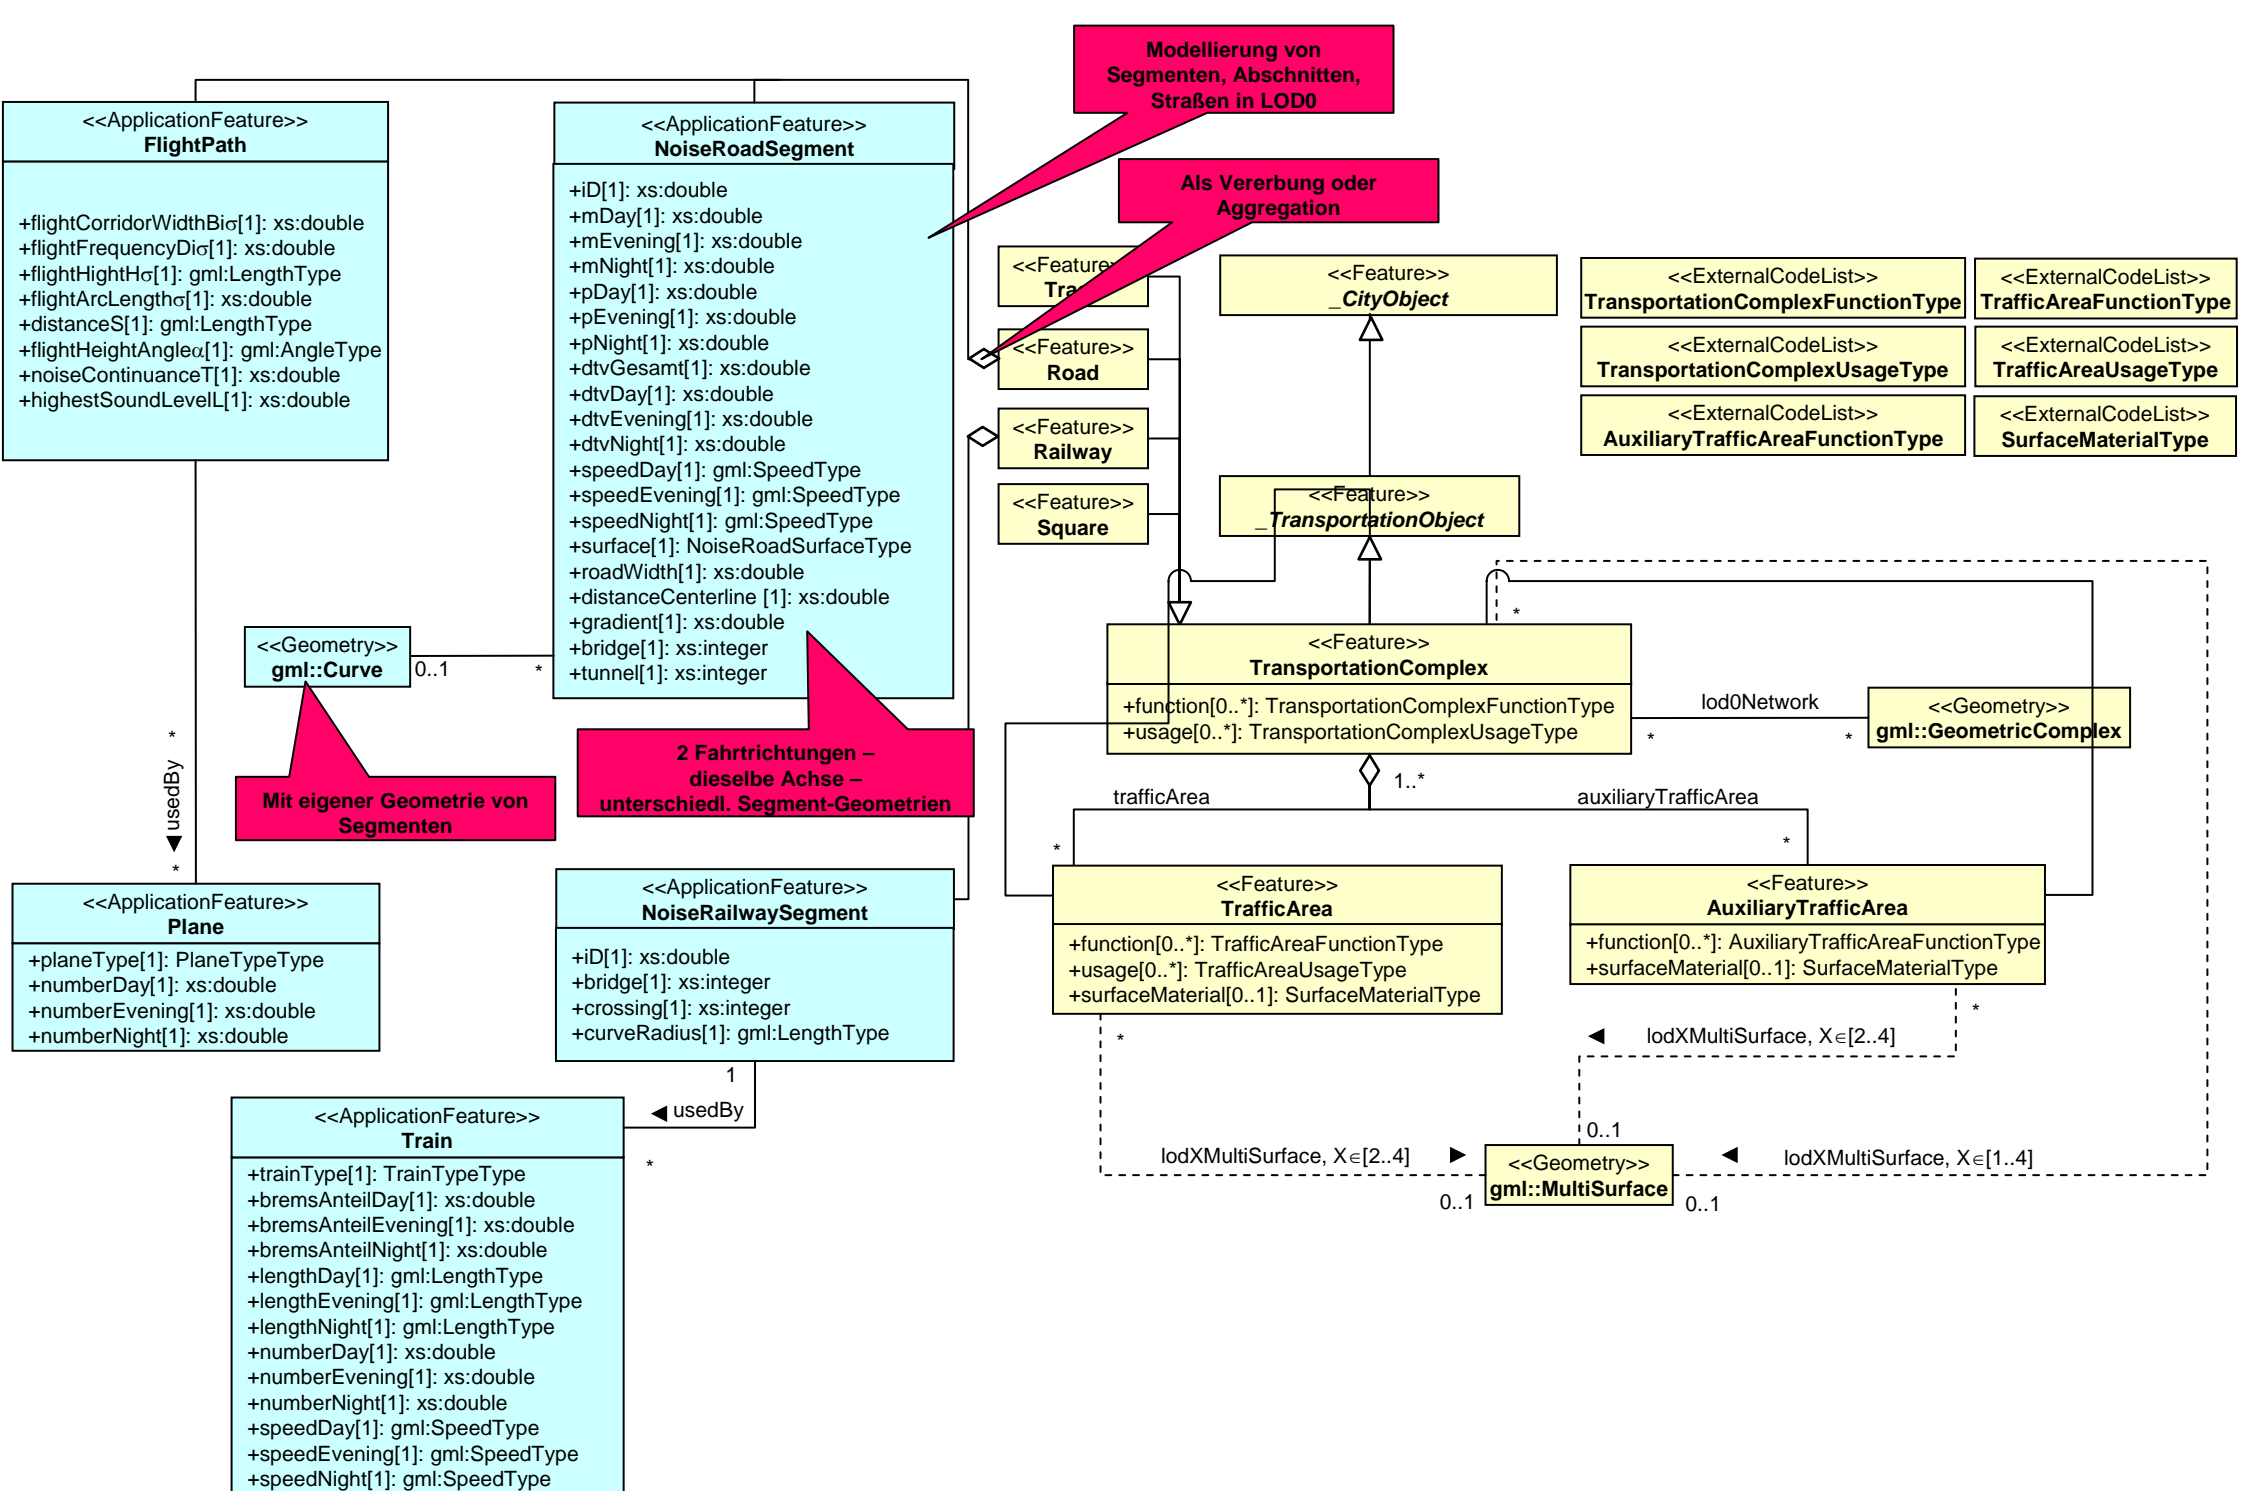 Modellierung von
Segmenten, Abschnitten,
Straßen in LOD0
<<ApplicationFeature>>
FlightPath
+flightCorridorWidthBiσ[1]: xs:double
+flightFrequencyDiσ[1]: xs:double
+flightHightHσ[1]: gml:LengthType
+flightArcLengthσ[1]: xs:double
+distanceS[1]: gml:LengthType
+flightHeightAngleα[1]: gml:AngleType
+noiseContinuanceT[1]: xs:double
+highestSoundLevelL[1]: xs:double
<<ApplicationFeature>>
NoiseRoadSegment
+iD[1]: xs:double
+mDay[1]: xs:double
+mEvening[1]: xs:double
+mNight[1]: xs:double
+pDay[1]: xs:double
+pEvening[1]: xs:double
+pNight[1]: xs:double
+dtvGesamt[1]: xs:double
+dtvDay[1]: xs:double
+dtvEvening[1]: xs:double
+dtvNight[1]: xs:double
+speedDay[1]: gml:SpeedType
+speedEvening[1]: gml:SpeedType
+speedNight[1]: gml:SpeedType
+surface[1]: NoiseRoadSurfaceType
+roadWidth[1]: xs:double
+distanceCenterline [1]: xs:double
+gradient[1]: xs:double
+bridge[1]: xs:integer
+tunnel[1]: xs:integer
Als Vererbung oder
Aggregation
<<Feature
<<Feature>>
Road
<<Feature>>
Railway
<<Feature>>
Square
<<Feature>>
_CityObject
<<Feature>>
_TransportationObject
<<ExternalCodeList>>
TransportationComplexFunctionType
<<ExternalCodeList>>
TrafficAreaFunctionType
<<ExternalCodeList>>
TransportationComplexUsageType
<<ExternalCodeList>>
TrafficAreaUsageType
<<ExternalCodeList>>
AuxiliaryTrafficAreaFunctionType
<<ExternalCodeList>>
SurfaceMaterialType
<<Geometry>>
gml::Curve
0..1
*
Mit eigener Geometrie von
Segmenten
2 Fahrtrichtungen –
dieselbe Achse –
unterschiedl. Segment-Geometrien
*
<<Feature>>
TransportationComplex
+function[0..*]: TransportationComplexFunctionType
+usage[0..*]: TransportationComplexUsageType
lod0Network
*
*
<<Geometry>>
gml::GeometricComplex
1..*
trafficArea
auxiliaryTrafficArea
*
*
*
◄ usedBy
*
<<ApplicationFeature>>
Plane
+planeType[1]: PlaneTypeType
+numberDay[1]: xs:double
+numberEvening[1]: xs:double
+numberNight[1]: xs:double
<<ApplicationFeature>>
NoiseRailwaySegment
+iD[1]: xs:double
+bridge[1]: xs:integer
+crossing[1]: xs:integer
+curveRadius[1]: gml:LengthType
<<Feature>>
TrafficArea
+function[0..*]: TrafficAreaFunctionType
+usage[0..*]: TrafficAreaUsageType
+surfaceMaterial[0..1]: SurfaceMaterialType
<<Feature>>
AuxiliaryTrafficArea
+function[0..*]: AuxiliaryTrafficAreaFunctionType
+surfaceMaterial[0..1]: SurfaceMaterialType
*
*
◄ lodXMultiSurface, X∈[2..4]
1
◄ usedBy
*
<<ApplicationFeature>>
Train
+trainType[1]: TrainTypeType
+bremsAnteilDay[1]: xs:double
+bremsAnteilEvening[1]: xs:double
+bremsAnteilNight[1]: xs:double
+lengthDay[1]: gml:LengthType
+lengthEvening[1]: gml:LengthType
+lengthNight[1]: gml:LengthType
+numberDay[1]: xs:double
+numberEvening[1]: xs:double
+numberNight[1]: xs:double
+speedDay[1]: gml:SpeedType
+speedEvening[1]: gml:SpeedType
+speedNight[1]: gml:SpeedType
0..1
lodXMultiSurface, X∈[2..4] ►
<<Geometry>>
gml::MultiSurface
◄ lodXMultiSurface, X∈[1..4]
0..1
0..1